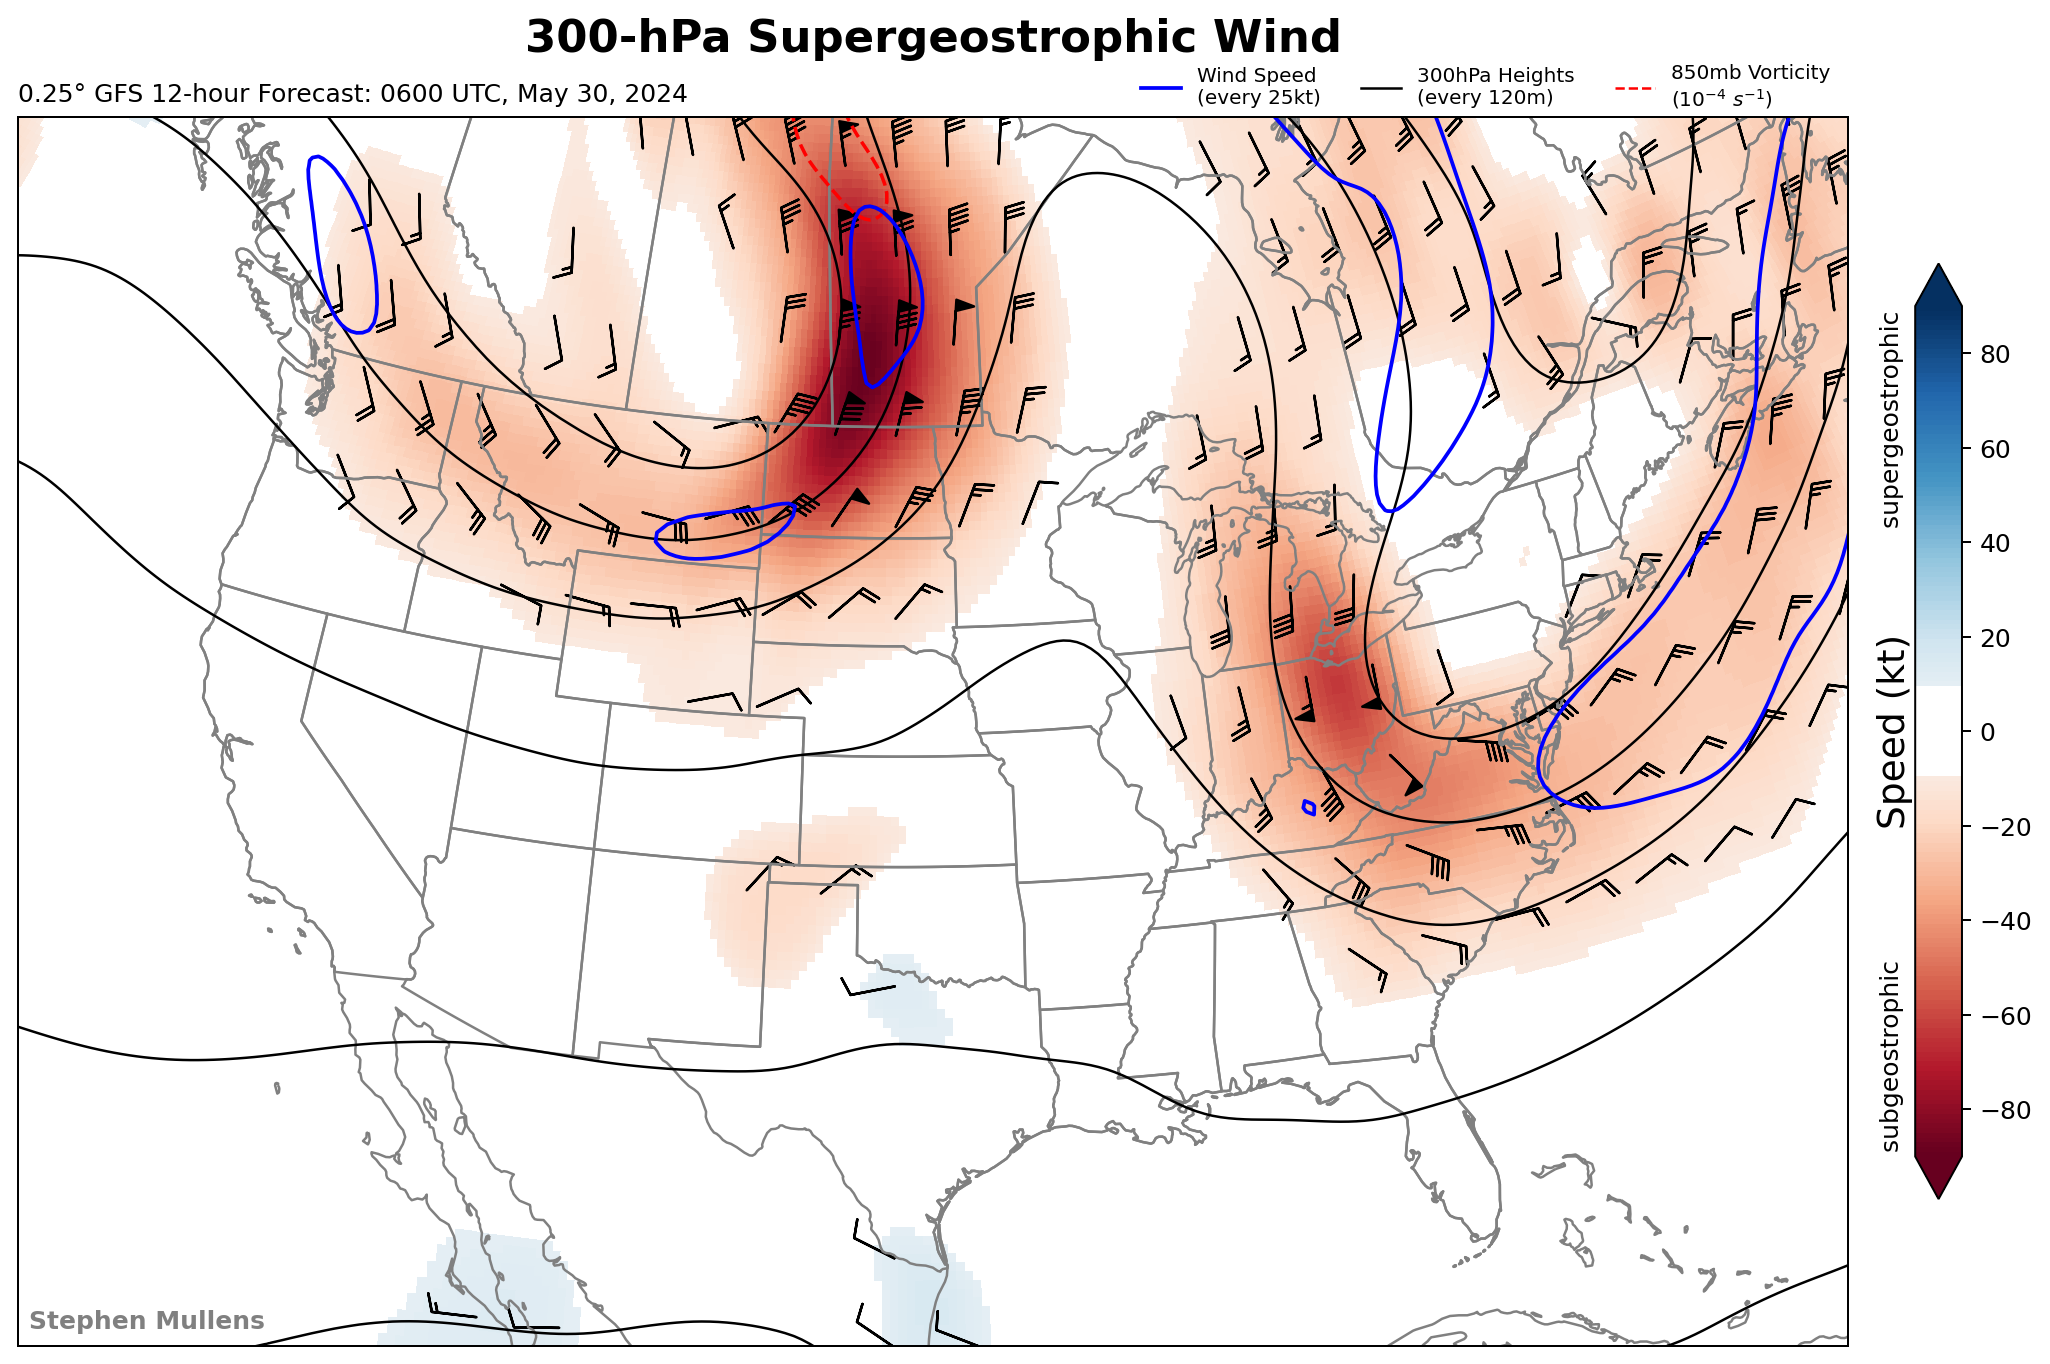 300-hPa Supergeostrophic Wind
0.25° GFS 12-hour Forecast: 0600 UTC, May 30, 2024
Wind Speed
(every 25kt)
300hPa Heights
(every 120m)
850mb Vorticity
(10⁻⁴ s⁻¹)
supergeostrophic
Speed (kt)
subgeostrophic
80
60
40
20
0
−20
−40
−60
−80
Stephen Mullens